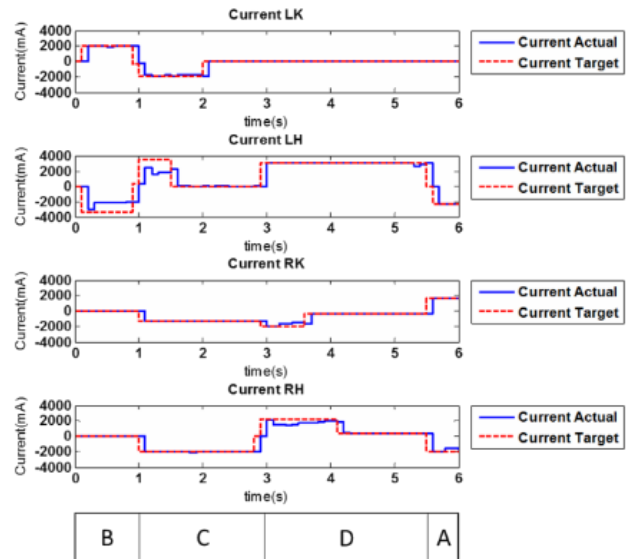 Current LK
Current(mA)
4000
2000
0
-2000
-4000
0 1 2 3 4 5 6
time(s)
Current Actual
Current Target
Current LH
Current(mA)
4000
2000
0
-2000
-4000
0 1 2 3 4 5 6
time(s)
Current Actual
Current Target
Current RK
Current(mA)
4000
2000
0
-2000
-4000
0 1 2 3 4 5 6
time(s)
Current Actual
Current Target
Current RH
Current(mA)
4000
2000
0
-2000
-4000
0 1 2 3 4 5 6
time(s)
Current Actual
Current Target
B C D A